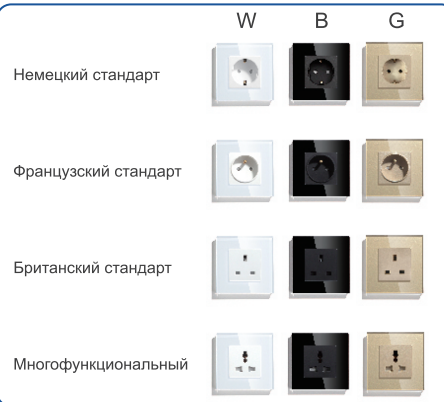 W B G
Немецкий стандарт
Французский стандарт
Британский стандарт
Многофункциональный